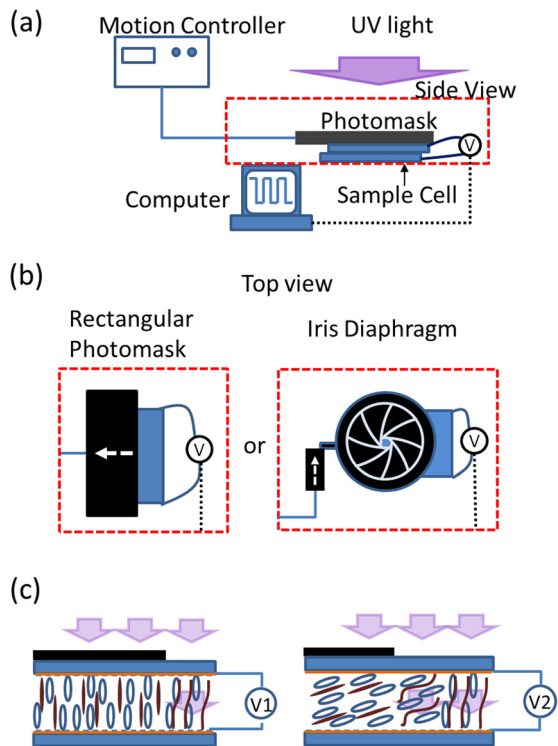 (a)
Motion Controller
UV light
Side View
Photomask
V
Computer
Sample Cell
(b)
Top view
Rectangular
Photomask
Iris Diaphragm
V
or
V
(c)
V1
V2